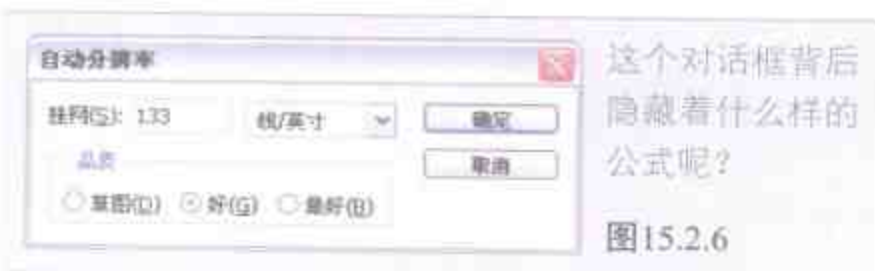 自动分辨率
挂网(S): 133 线/英寸 确定
品质 取消
草图(D) 好(G) 最好(B)
这个对话框背后
隐藏着什么样的
公式呢?
图15.2.6